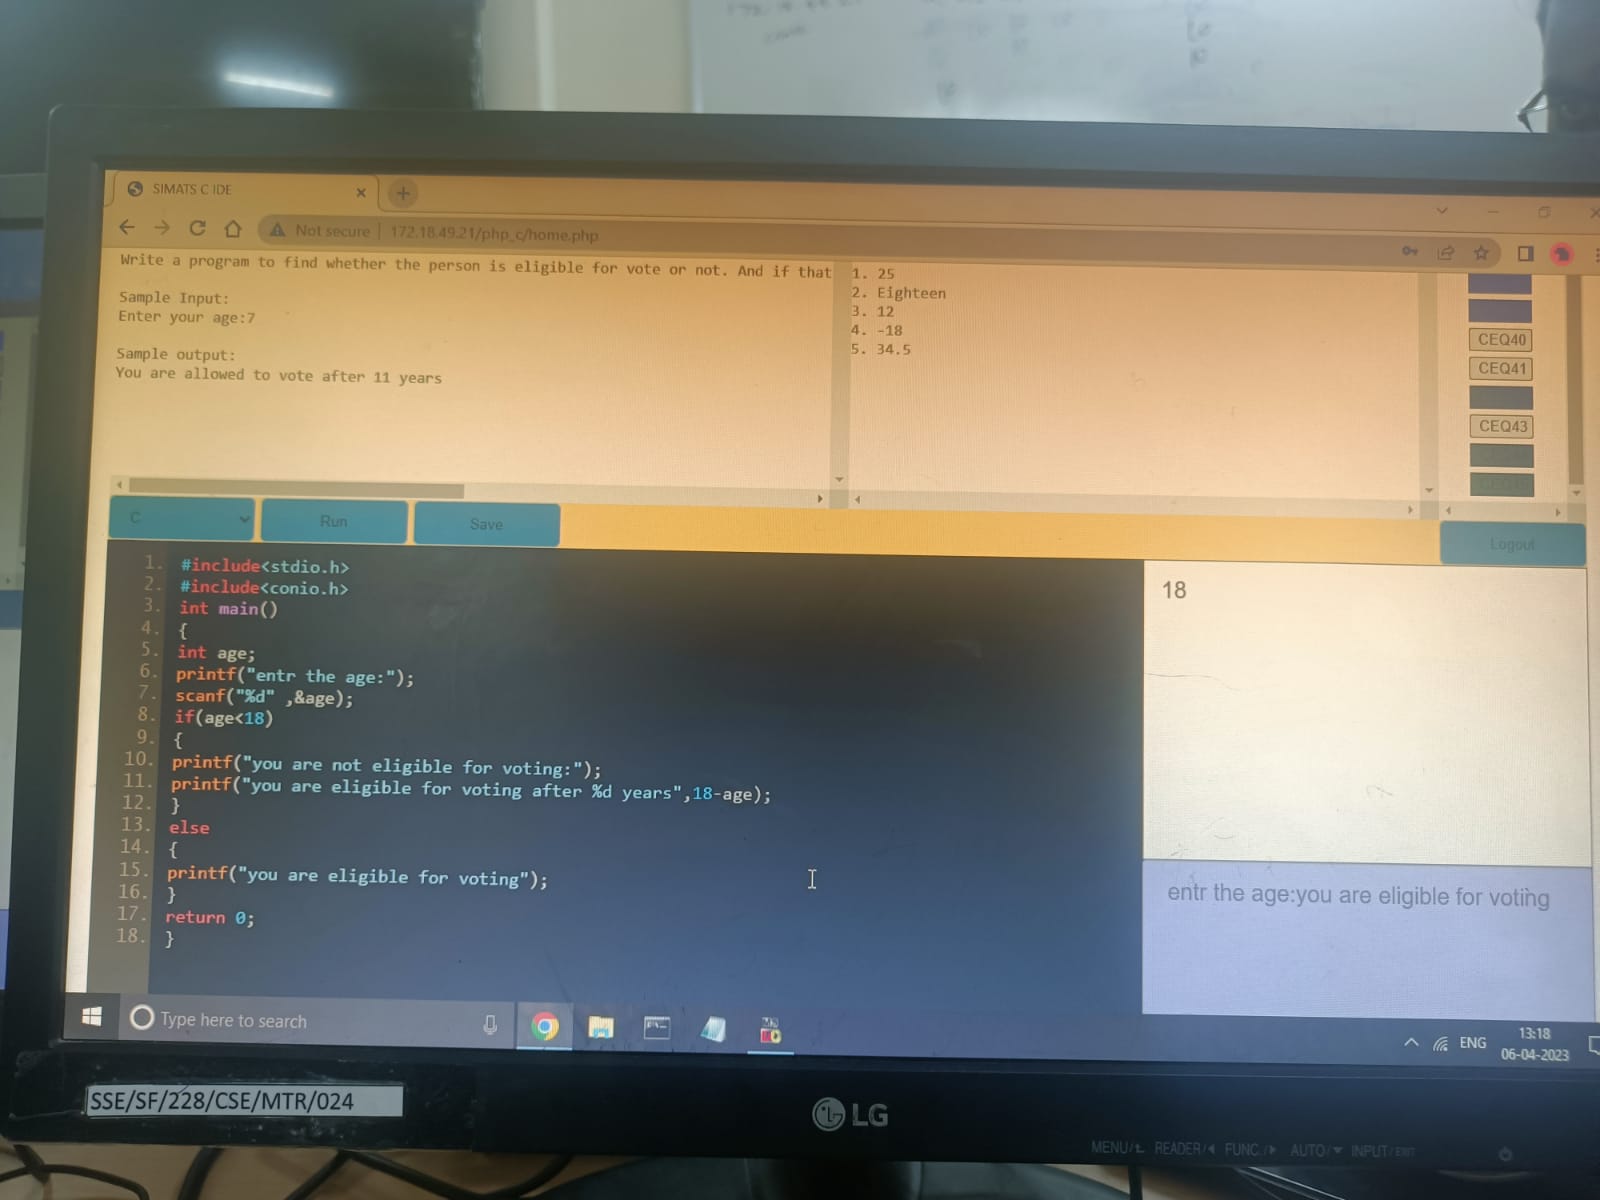 SIMATS C IDE
Not secure | 172.18.49.21/php_c/home.php
Write a program to find whether the person is eligible for vote or not. And if that
Sample Input:
Enter your age:7
Sample output:
You are allowed to vote after 11 years
1. 25
2. Eighteen
3. 12
4. -18
5. 34.5
CEQ40
CEQ41
CEQ43
C
Run
Save
Logout
1. #include<stdio.h>
2. #include<conio.h>
3. int main()
4. {
5. int age;
6. printf("entr the age:");
7. scanf("%d" ,&age);
8. if(age<18)
9. {
10. printf("you are not eligible for voting:");
11. printf("you are eligible for voting after %d years",18-age);
12. }
13. else
14. {
15. printf("you are eligible for voting");
16. }
17. return 0;
18. }
18
entr the age:you are eligible for voting
Type here to search
ENG
13:18
06-04-2023
SSE/SF/228/CSE/MTR/024
LG
MENU/ READER/ FUNC./ AUTO/ INPUT/EXIT